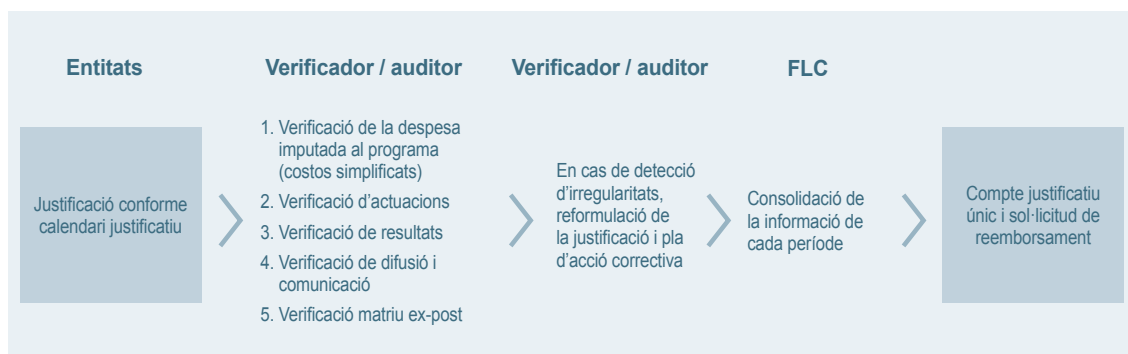 Entitats
Justificació conforme
calendari justificatiu
Verificador / auditor
1. Verificació de la despesa
imputada al programa
(costos simplificats)
2. Verificació d'actuacions
3. Verificació de resultats
4. Verificació de difusió i
comunicació
5. Verificació matriu ex-post
Verificador / auditor
En cas de detecció
d'irregularitats,
reformulació de
la justificació i pla
d'acció correctiva
FLC
Consolidació de
la informació de
cada període
Compte justificatiu
únic i sol·licitud de
reemborsament